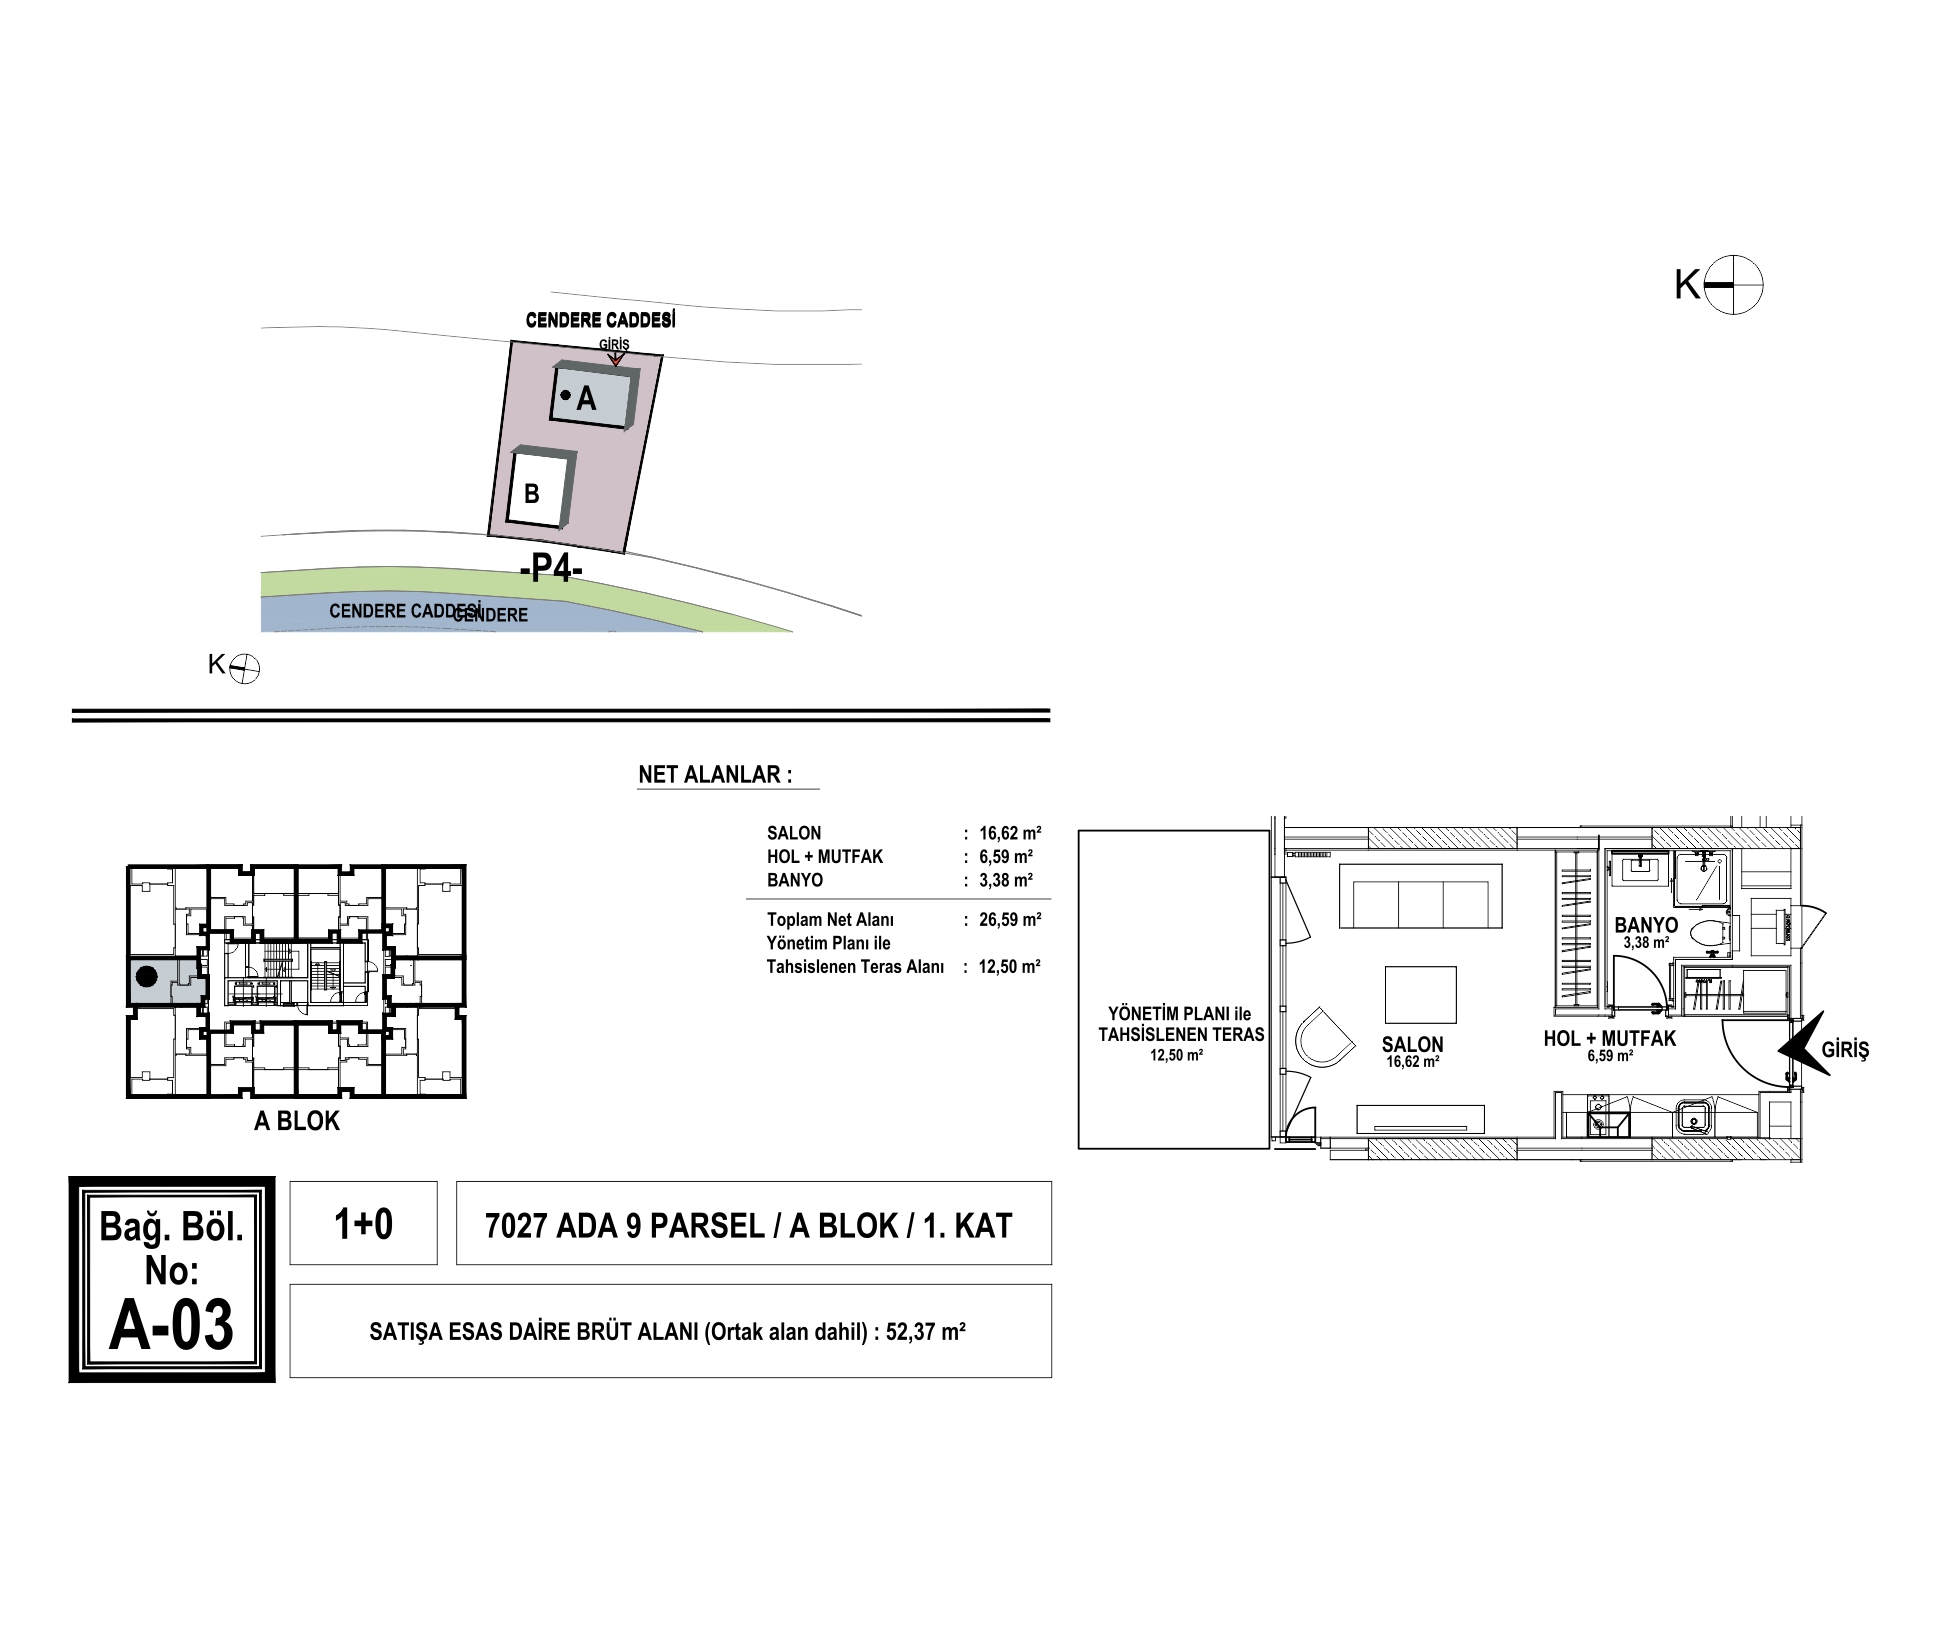 K
CENDERE CADDESİ
GİRİŞ
A
B
-P4-
CENDERE CADDESİ
CENDERE
K
NET ALANLAR :
SALON : 16,62 m²
HOL + MUTFAK : 6,59 m²
BANYO : 3,38 m²
Toplam Net Alanı : 26,59 m²
Yönetim Planı ile
Tahsislenen Teras Alanı : 12,50 m²
A BLOK
YÖNETİM PLANI ile
TAHSİSLENEN TERAS
12,50 m²
SALON
16,62 m²
BANYO
3,38 m²
HOL + MUTFAK
6,59 m²
GİRİŞ
Bağ. Böl.
No:
A-03
1+0
7027 ADA 9 PARSEL / A BLOK / 1. KAT
SATIŞA ESAS DAİRE BRÜT ALANI (Ortak alan dahil) : 52,37 m²